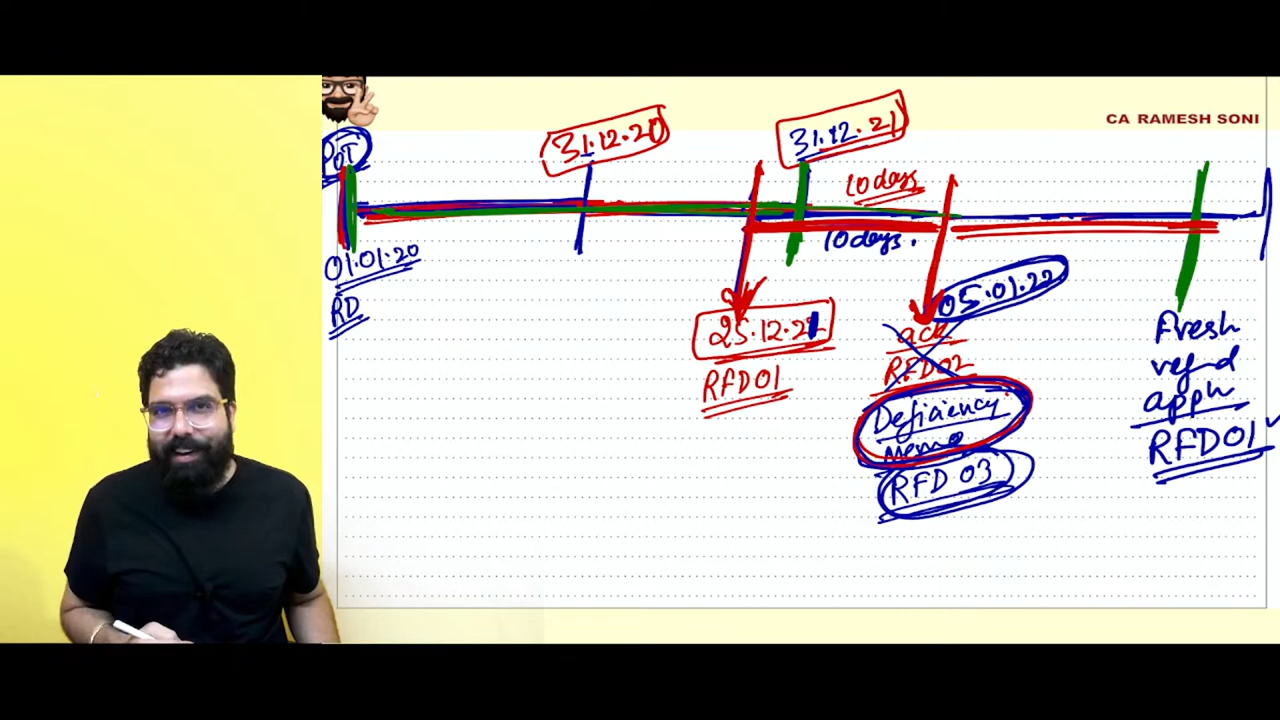 CA RAMESH SONI
31.12.20
31.12.21
POT
10 days
10 days.
01.01.20
RD
05.01.22
25.12.21
RFD01
ack
RFD02
Deficiency
memo
RFD 03
Fresh
refnd
appln
RFD01